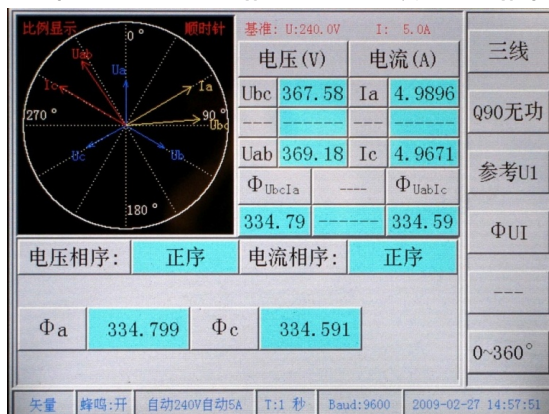 比例显示 顺时针 基准: U:240.0V I: 5.0A
0°
电压(V) 电流(A) 三线
Uab
Ua
Ic Ia
Ubc 367.58 Ia 4.9896
270° 90° Ubc
--- ------ --- ------ Q90无功
Uc Ub
Uab 369.18 Ic 4.9671
参考U1
ΦUbcIa ---- ΦUabIc
180°
334.79 ------ 334.59 ΦUI
电压相序: 正序 电流相序: 正序
---
Φa 334.799 Φc 334.591
0~360°
矢量 蜂鸣:开 自动240V自动5A T:1 秒 Baud:9600 2009-02-27 14:57:51